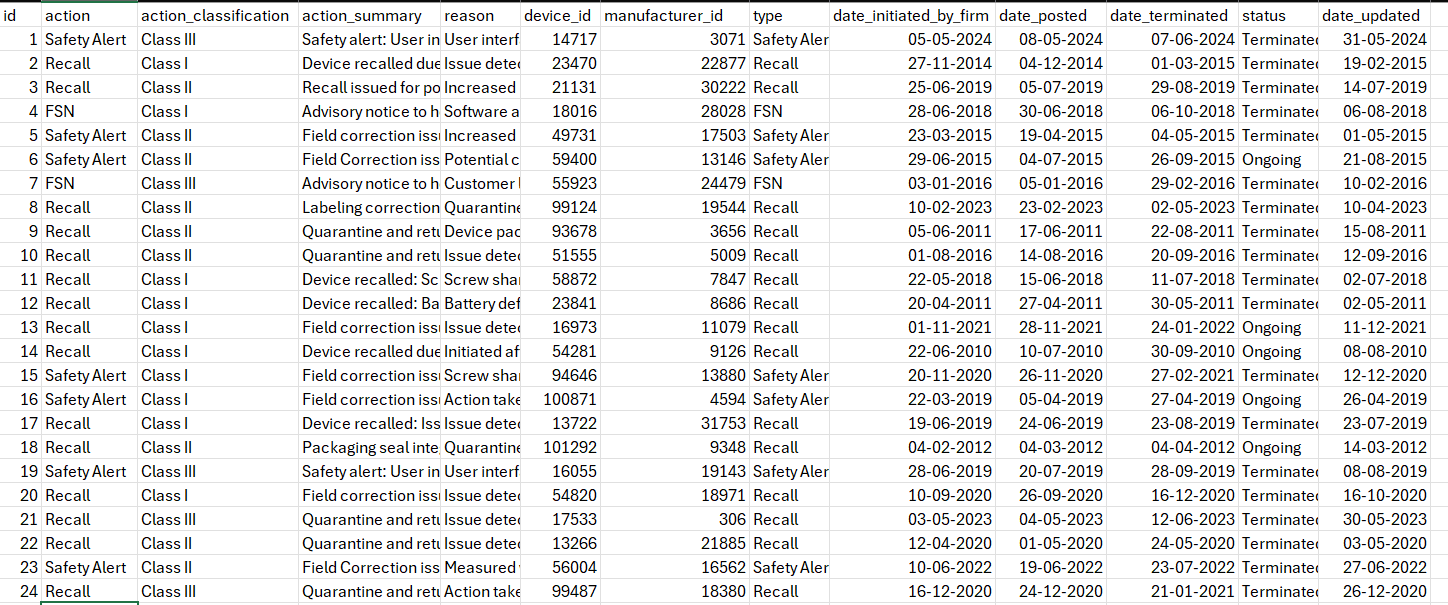 id action action_classification action_summary reason device_id manufacturer_id type date_initiated_by_firm date_posted date_terminated status date_updated
1 Safety Alert Class III Safety alert: User in User interf 14717 3071 Safety Aler 05-05-2024 08-05-2024 07-06-2024 Terminated 31-05-2024
2 Recall Class I Device recalled due Issue detec 23470 22877 Recall 27-11-2014 04-12-2014 01-03-2015 Terminated 19-02-2015
3 Recall Class II Recall issued for po Increased 21131 30222 Recall 25-06-2019 05-07-2019 29-08-2019 Terminated 14-07-2019
4 FSN Class I Advisory notice to h Software a 18016 28028 FSN 28-06-2018 30-06-2018 06-10-2018 Terminated 06-08-2018
5 Safety Alert Class II Field correction issu Increased 49731 17503 Safety Aler 23-03-2015 19-04-2015 04-05-2015 Terminated 01-05-2015
6 Safety Alert Class II Field Correction iss Potential c 59400 13146 Safety Aler 29-06-2015 04-07-2015 26-09-2015 Ongoing 21-08-2015
7 FSN Class III Advisory notice to h Customer 55923 24479 FSN 03-01-2016 05-01-2016 29-02-2016 Terminated 10-02-2016
8 Recall Class II Labeling correction Quarantine 99124 19544 Recall 10-02-2023 23-02-2023 02-05-2023 Terminated 10-04-2023
9 Recall Class II Quarantine and retu Device pac 93678 3656 Recall 05-06-2011 17-06-2011 22-08-2011 Terminated 15-08-2011
10 Recall Class II Quarantine and retu Issue detec 51555 5009 Recall 01-08-2016 14-08-2016 20-09-2016 Terminated 12-09-2016
11 Recall Class I Device recalled: Sc Screw shar 58872 7847 Recall 22-05-2018 15-06-2018 11-07-2018 Terminated 02-07-2018
12 Recall Class I Device recalled: Ba Battery def 23841 8686 Recall 20-04-2011 27-04-2011 30-05-2011 Terminated 02-05-2011
13 Recall Class I Field correction issu Issue detec 16973 11079 Recall 01-11-2021 28-11-2021 24-01-2022 Ongoing 11-12-2021
14 Recall Class I Device recalled due Initiated af 54281 9126 Recall 22-06-2010 10-07-2010 30-09-2010 Ongoing 08-08-2010
15 Safety Alert Class I Field correction issu Screw shar 94646 13880 Safety Aler 20-11-2020 26-11-2020 27-02-2021 Terminated 12-12-2020
16 Safety Alert Class I Field correction issu Action take 100871 4594 Safety Aler 22-03-2019 05-04-2019 27-04-2019 Ongoing 26-04-2019
17 Recall Class I Device recalled: Iss Issue detec 13722 31753 Recall 19-06-2019 24-06-2019 23-08-2019 Terminated 23-07-2019
18 Recall Class II Packaging seal inte Quarantine 101292 9348 Recall 04-02-2012 04-03-2012 04-04-2012 Ongoing 14-03-2012
19 Safety Alert Class III Safety alert: User in User interf 16055 19143 Safety Aler 28-06-2019 20-07-2019 28-09-2019 Terminated 08-08-2019
20 Recall Class I Field correction issu Issue detec 54820 18971 Recall 10-09-2020 26-09-2020 16-12-2020 Terminated 16-10-2020
21 Recall Class III Quarantine and retu Issue detec 17533 306 Recall 03-05-2023 04-05-2023 12-06-2023 Terminated 30-05-2023
22 Recall Class II Quarantine and retu Issue detec 13266 21885 Recall 12-04-2020 01-05-2020 24-05-2020 Terminated 03-05-2020
23 Safety Alert Class II Field Correction iss Measured 56004 16562 Safety Aler 10-06-2022 19-06-2022 23-07-2022 Terminated 27-06-2022
24 Recall Class III Quarantine and retu Action take 99487 18380 Recall 16-12-2020 24-12-2020 21-01-2021 Terminated 26-12-2020